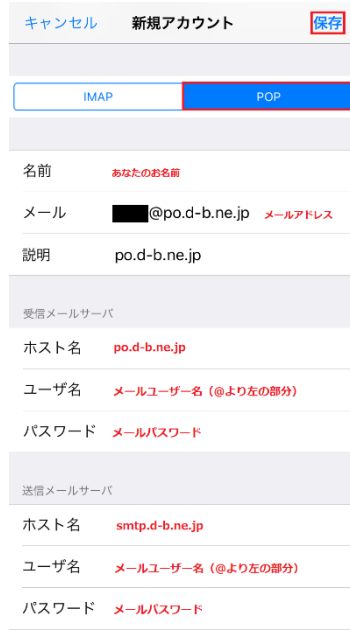 キャンセル 新規アカウント 保存
IMAP POP
名前 あなたのお名前
メール @po.d-b.ne.jp メールアドレス
説明 po.d-b.ne.jp
受信メールサーバ
ホスト名 po.d-b.ne.jp
ユーザ名 メールユーザー名（@より左の部分）
パスワード メールパスワード
送信メールサーバ
ホスト名 smtp.d-b.ne.jp
ユーザ名 メールユーザー名（@より左の部分）
パスワード メールパスワード